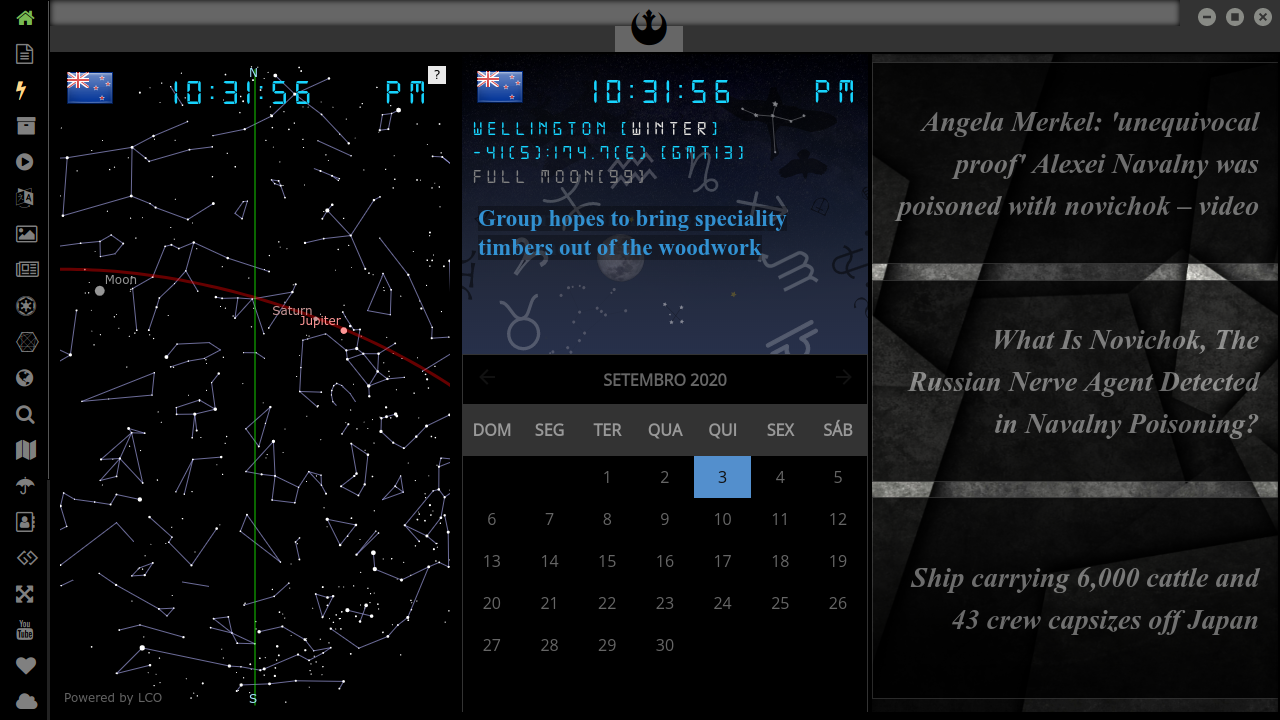 N
10:31:56 PM
?
Moon
Saturn
Jupiter
S
Powered by LCO
10:31:56 PM
WELLINGTON [WINTER]
-41(S):174.7(E) [GMT13]
FULL MOON[99]
Group hopes to bring speciality
timbers out of the woodwork
SETEMBRO 2020
DOM SEG TER QUA QUI SEX SÁB
1 2 3 4 5
6 7 8 9 10 11 12
13 14 15 16 17 18 19
20 21 22 23 24 25 26
27 28 29 30
Angela Merkel: 'unequivocal
proof' Alexei Navalny was
poisoned with novichok – video
What Is Novichok, The
Russian Nerve Agent Detected
in Navalny Poisoning?
Ship carrying 6,000 cattle and
43 crew capsizes off Japan
You
Tube